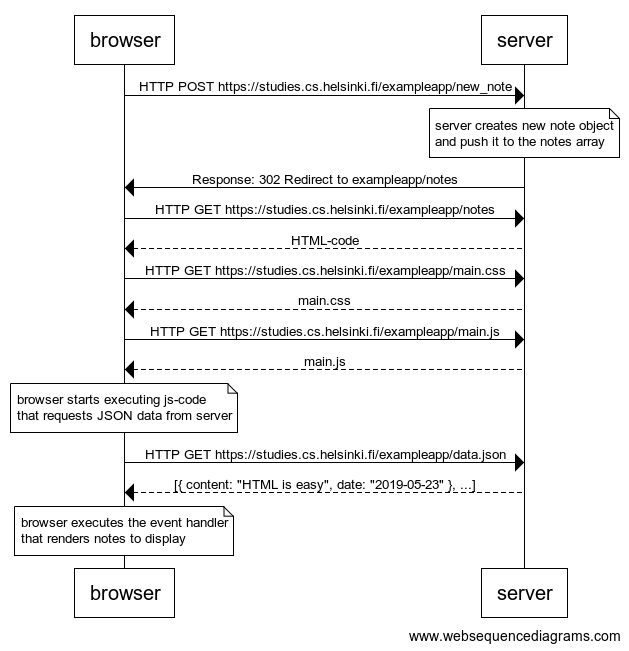 browser
server
HTTP POST https://studies.cs.helsinki.fi/exampleapp/new_note
server creates new note object
and push it to the notes array
Response: 302 Redirect to exampleapp/notes
HTTP GET https://studies.cs.helsinki.fi/exampleapp/notes
HTML-code
HTTP GET https://studies.cs.helsinki.fi/exampleapp/main.css
main.css
HTTP GET https://studies.cs.helsinki.fi/exampleapp/main.js
main.js
browser starts executing js-code
that requests JSON data from server
HTTP GET https://studies.cs.helsinki.fi/exampleapp/data.json
[{ content: "HTML is easy", date: "2019-05-23" }, ...]
browser executes the event handler
that renders notes to display
browser
server
www.websequencediagrams.com